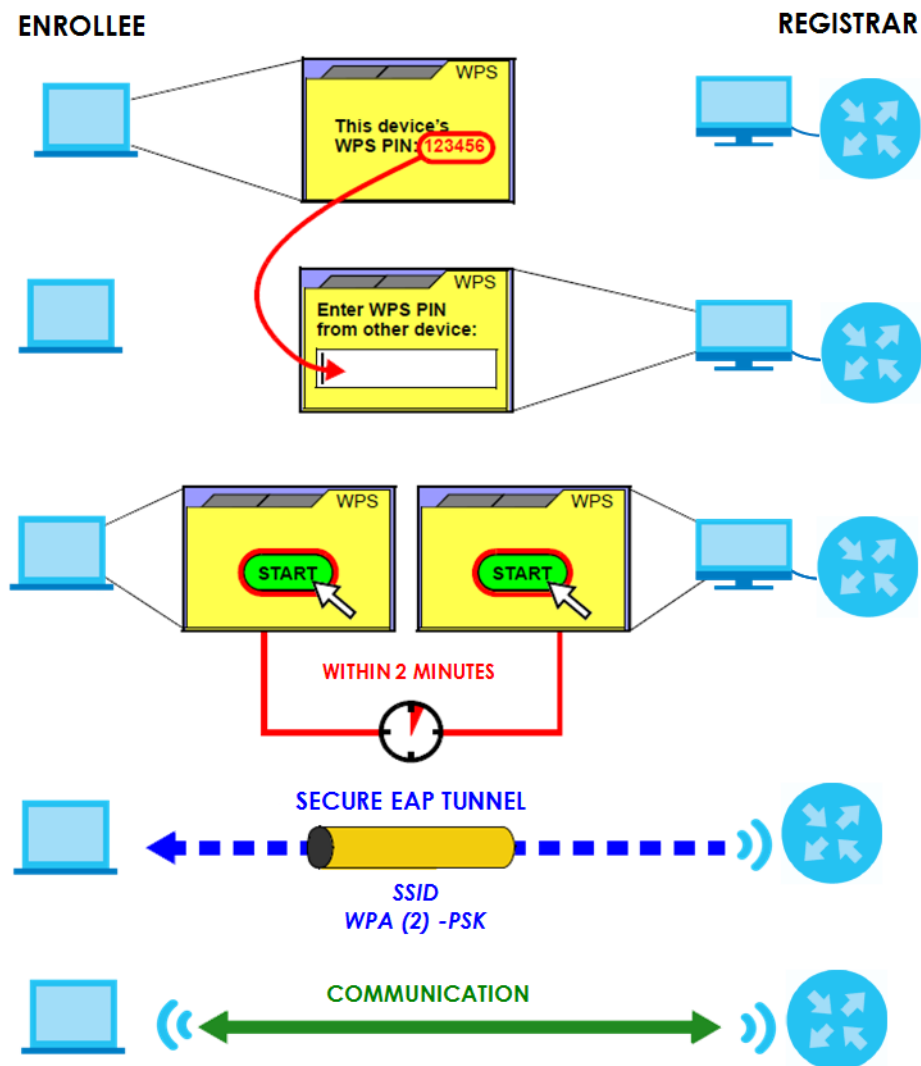 ENROLLEE
REGISTRAR
WPS
This device's
WPS PIN: 123456
WPS
Enter WPS PIN
from other device:
WPS
WPS
START
START
WITHIN 2 MINUTES
SECURE EAP TUNNEL
SSID
WPA (2) -PSK
COMMUNICATION